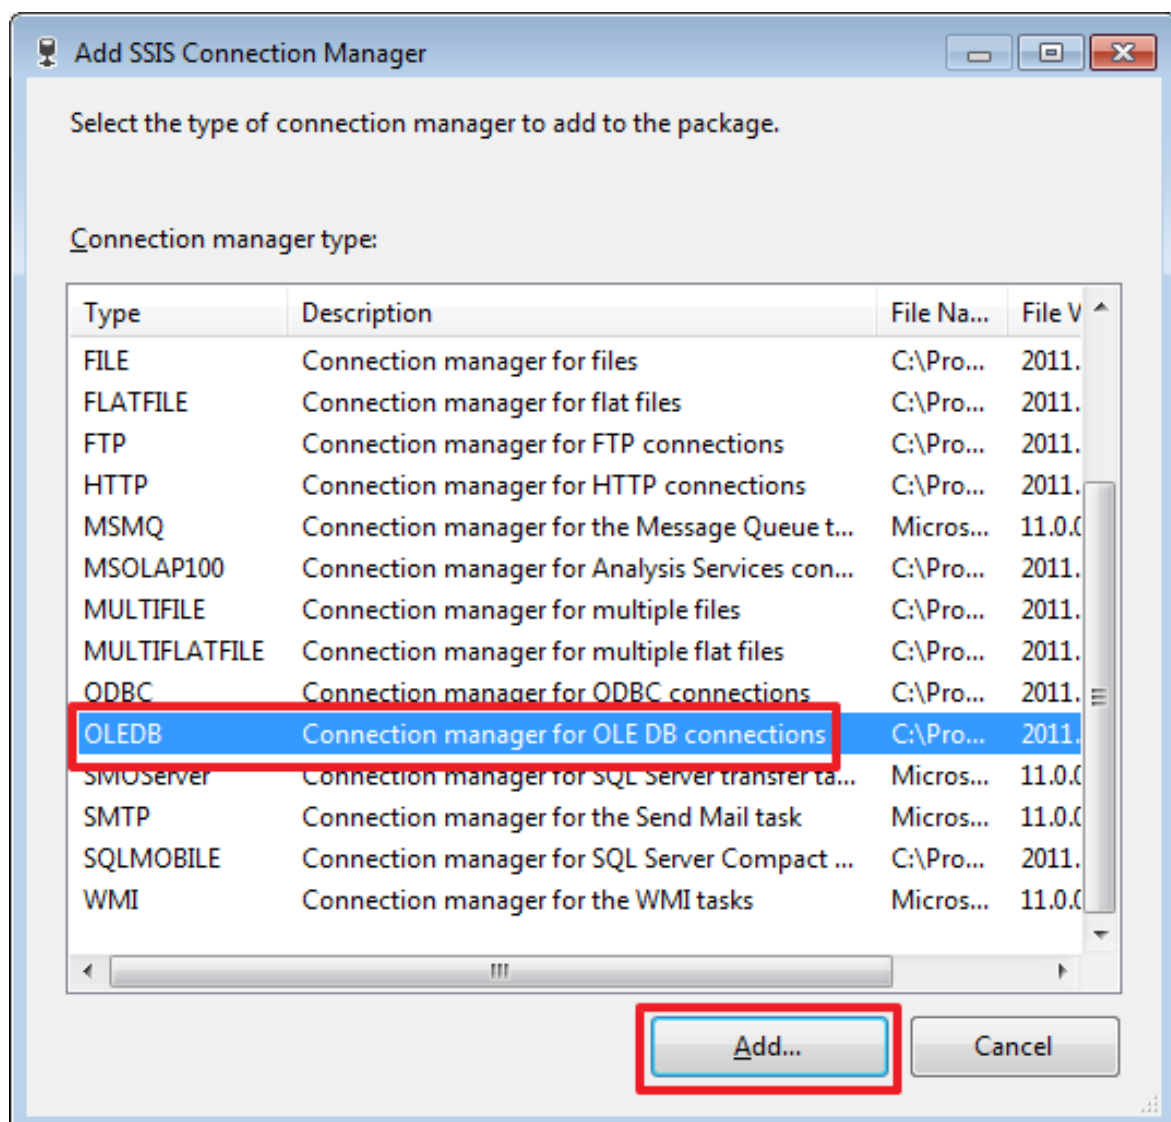 Add SSIS Connection Manager
Select the type of connection manager to add to the package.
Connection manager type:
Type Description File Na... File V
FILE Connection manager for files C:\Pro... 2011.
FLATFILE Connection manager for flat files C:\Pro... 2011.
FTP Connection manager for FTP connections C:\Pro... 2011.
HTTP Connection manager for HTTP connections C:\Pro... 2011.
MSMQ Connection manager for the Message Queue t... Micros... 11.0.0
MSOLAP100 Connection manager for Analysis Services con... C:\Pro... 2011.
MULTIFILE Connection manager for multiple files C:\Pro... 2011.
MULTIFLATFILE Connection manager for multiple flat files C:\Pro... 2011.
ODBC Connection manager for ODBC connections C:\Pro... 2011.
OLEDB Connection manager for OLE DB connections C:\Pro... 2011.
SMOServer Connection manager for SQL Server transfer ta... Micros... 11.0.0
SMTP Connection manager for the Send Mail task Micros... 11.0.0
SQLMOBILE Connection manager for SQL Server Compact ... C:\Pro... 2011.
WMI Connection manager for the WMI tasks Micros... 11.0.0
Add... Cancel